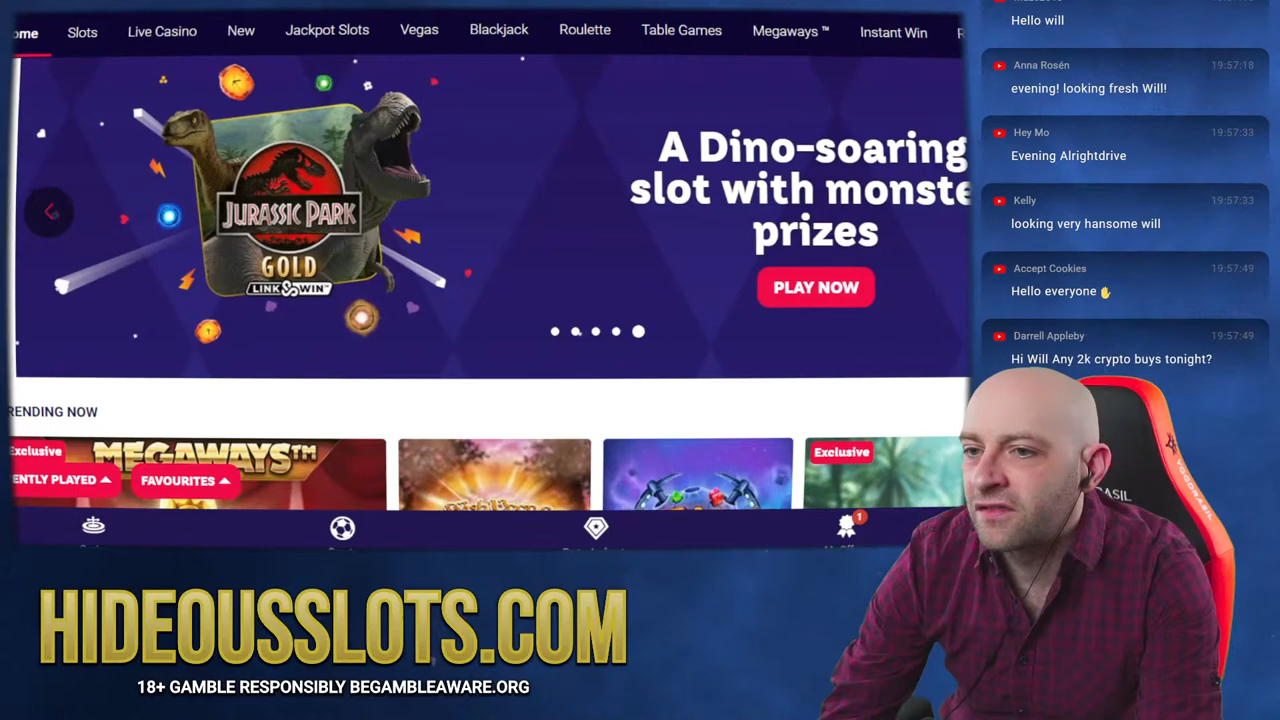 ome Slots Live Casino New Jackpot Slots Vegas Blackjack Roulette Table Games Megaways ™ Instant Win R
JURASSIC PARK
GOLD
LINK&WIN™
A Dino-soaring
slot with monste
prizes
PLAY NOW
RENDING NOW
Exclusive
MEGAWAYS™
ENTLY PLAYED
FAVOURITES
Exclusive
1
HIDEOUSSLOTS.COM
18+ GAMBLE RESPONSIBLY BEGAMBLEAWARE.ORG
Hello will
Anna Rosén 19:57:18
evening! looking fresh Will!
Hey Mo 19:57:33
Evening Alrightdrive
Kelly 19:57:33
looking very hansome will
Accept Cookies 19:57:49
Hello everyone✋
Darrell Appleby 19:57:49
Hi Will Any 2k crypto buys tonight?